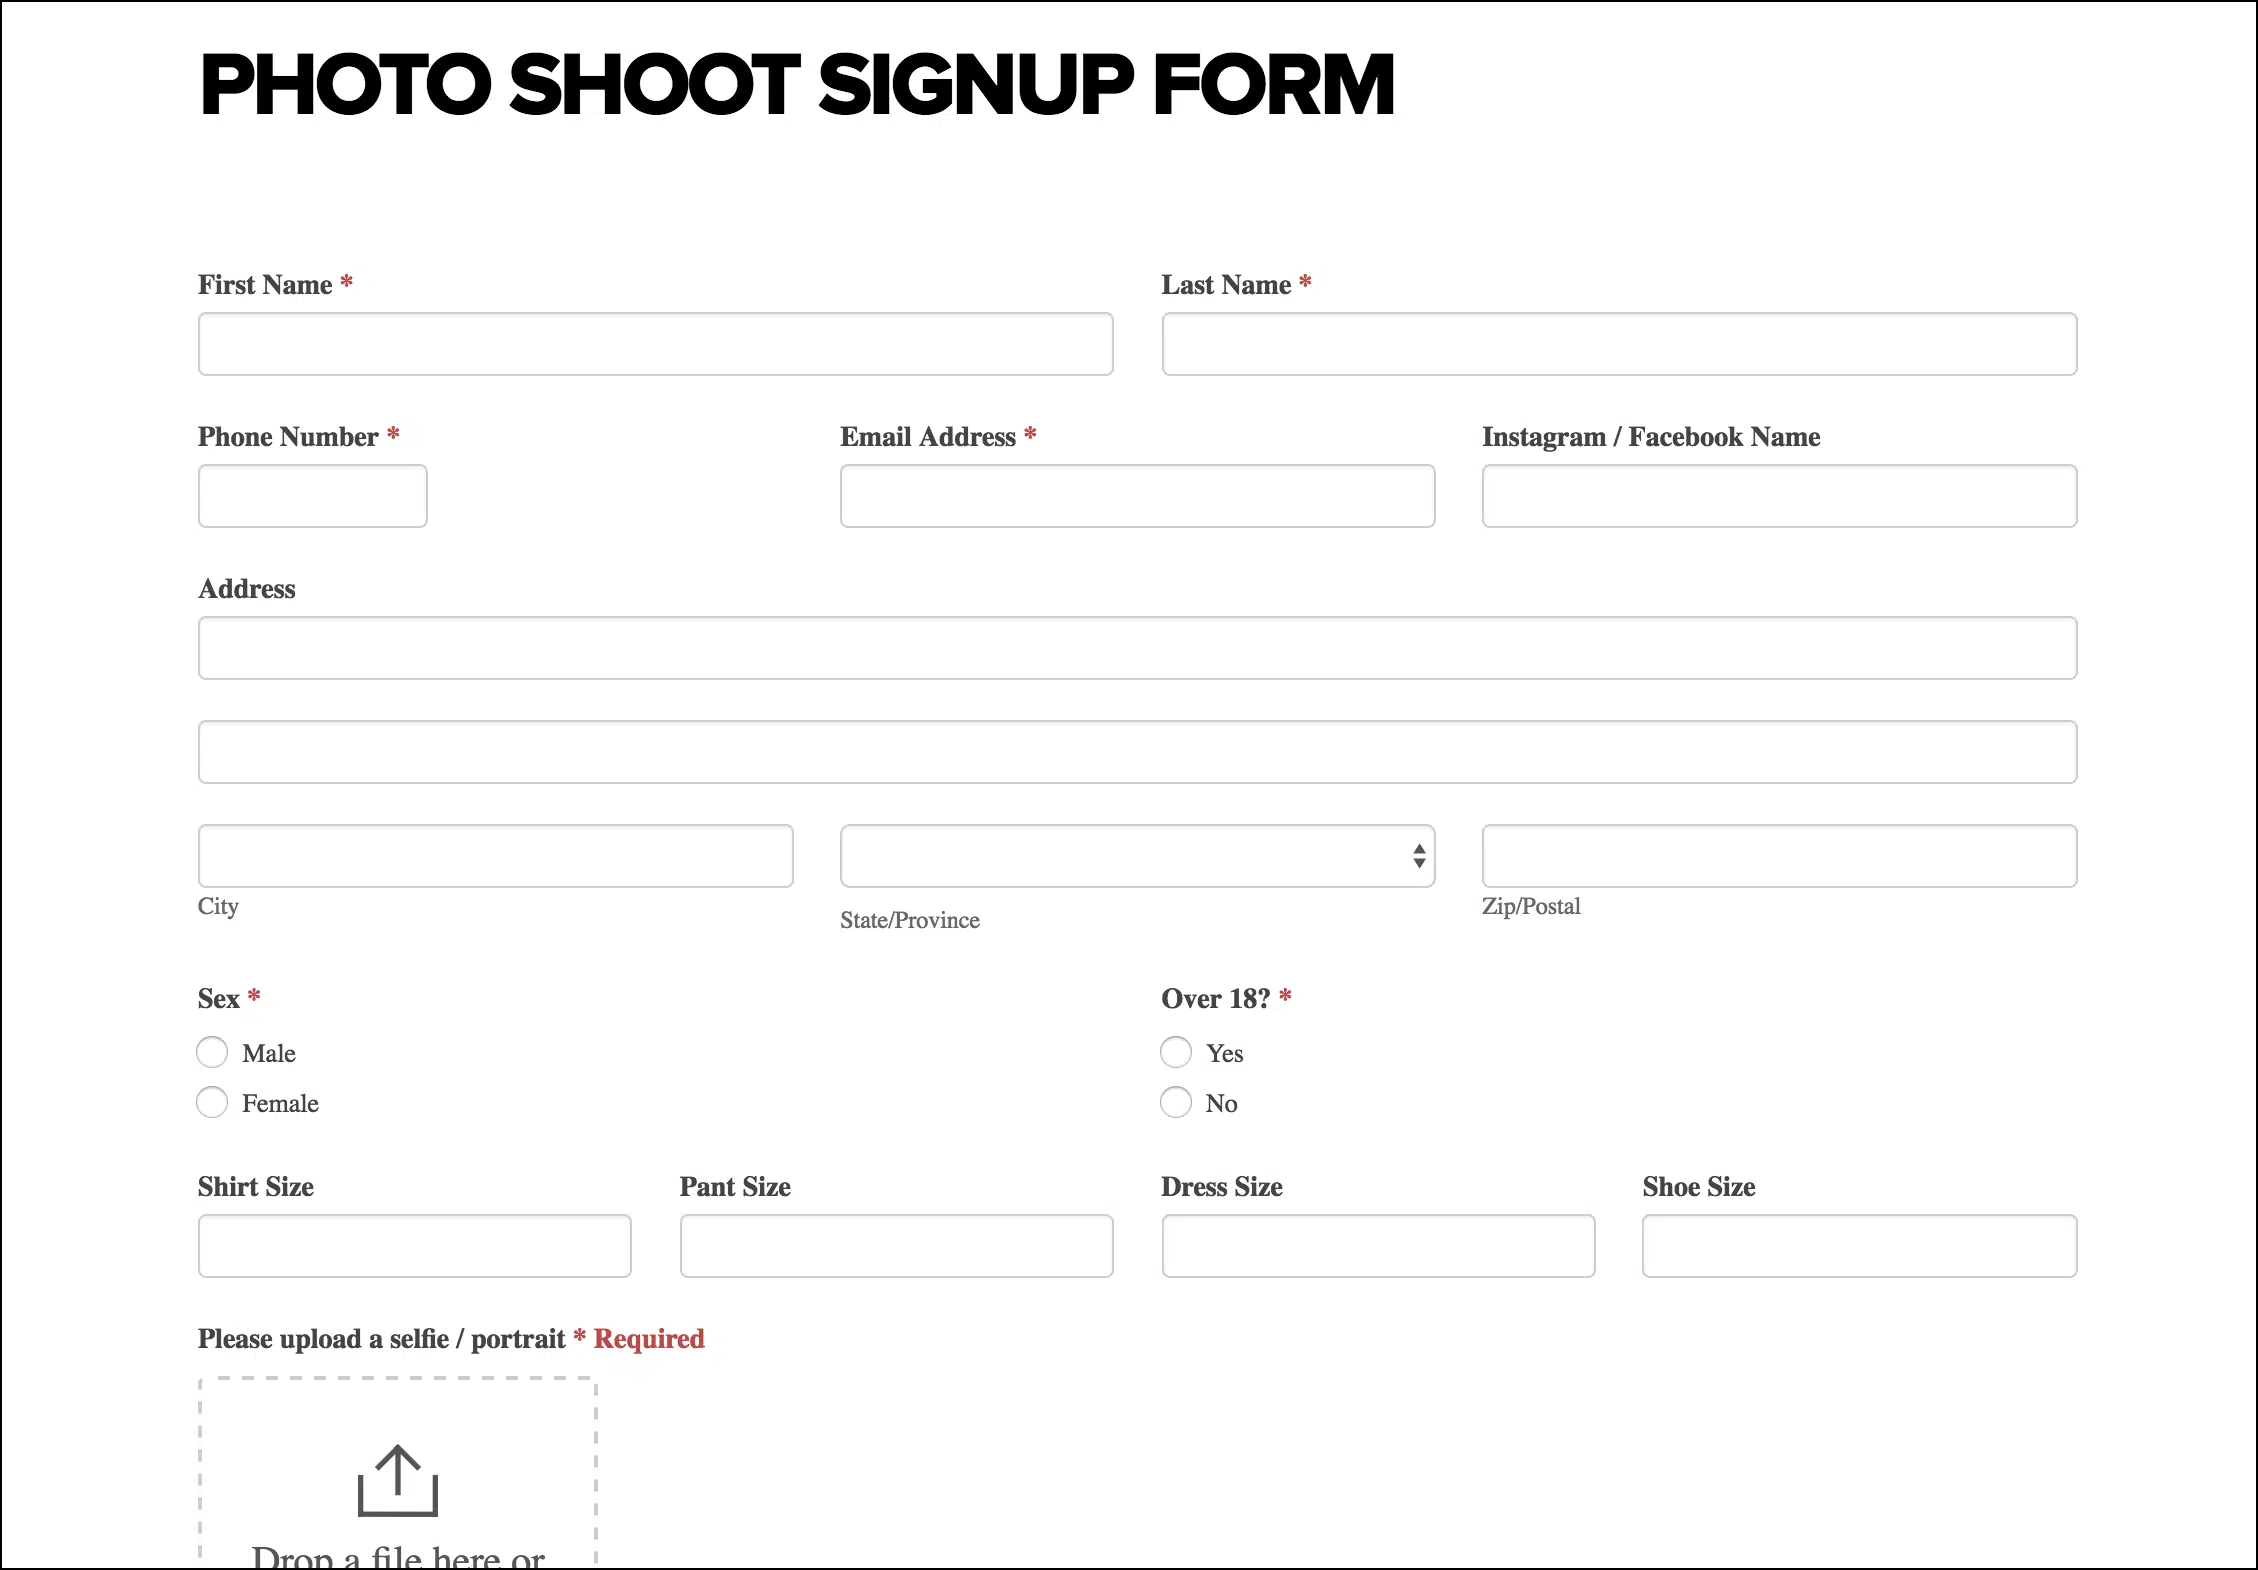 PHOTO SHOOT SIGNUP FORM
First Name * Last Name *
Phone Number * Email Address * Instagram / Facebook Name
Address
City State/Province Zip/Postal
Sex * Over 18? *
Male Yes
Female No
Shirt Size Pant Size Dress Size Shoe Size
Please upload a selfie / portrait * Required
Drop a file here or